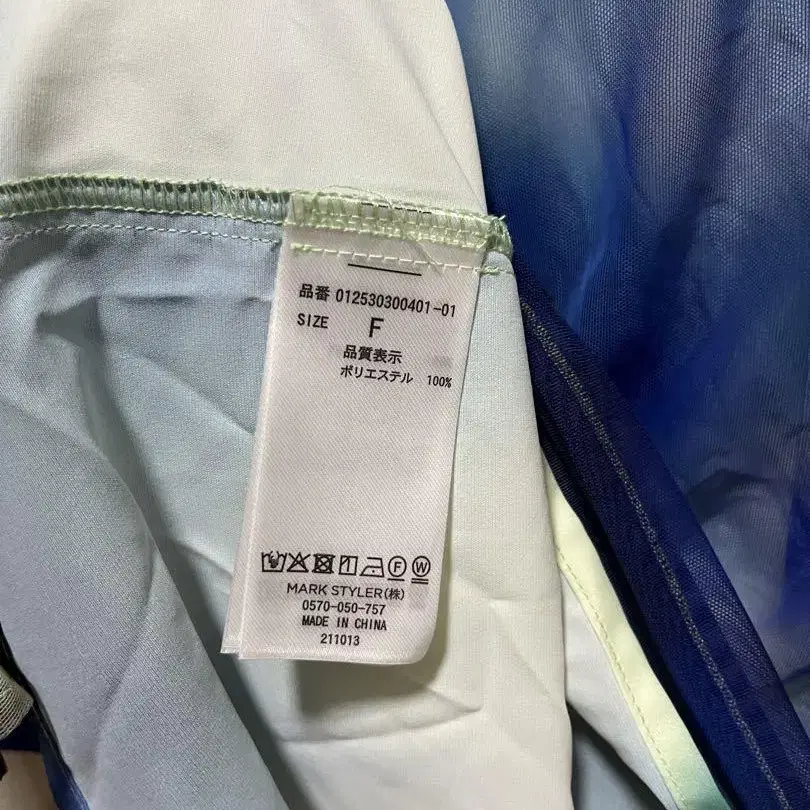 品番 012530300401-01
SIZE F
品質表示
ポリエステル 100%
F W
MARK STYLER(株)
0570-050-757
MADE IN CHINA
211013